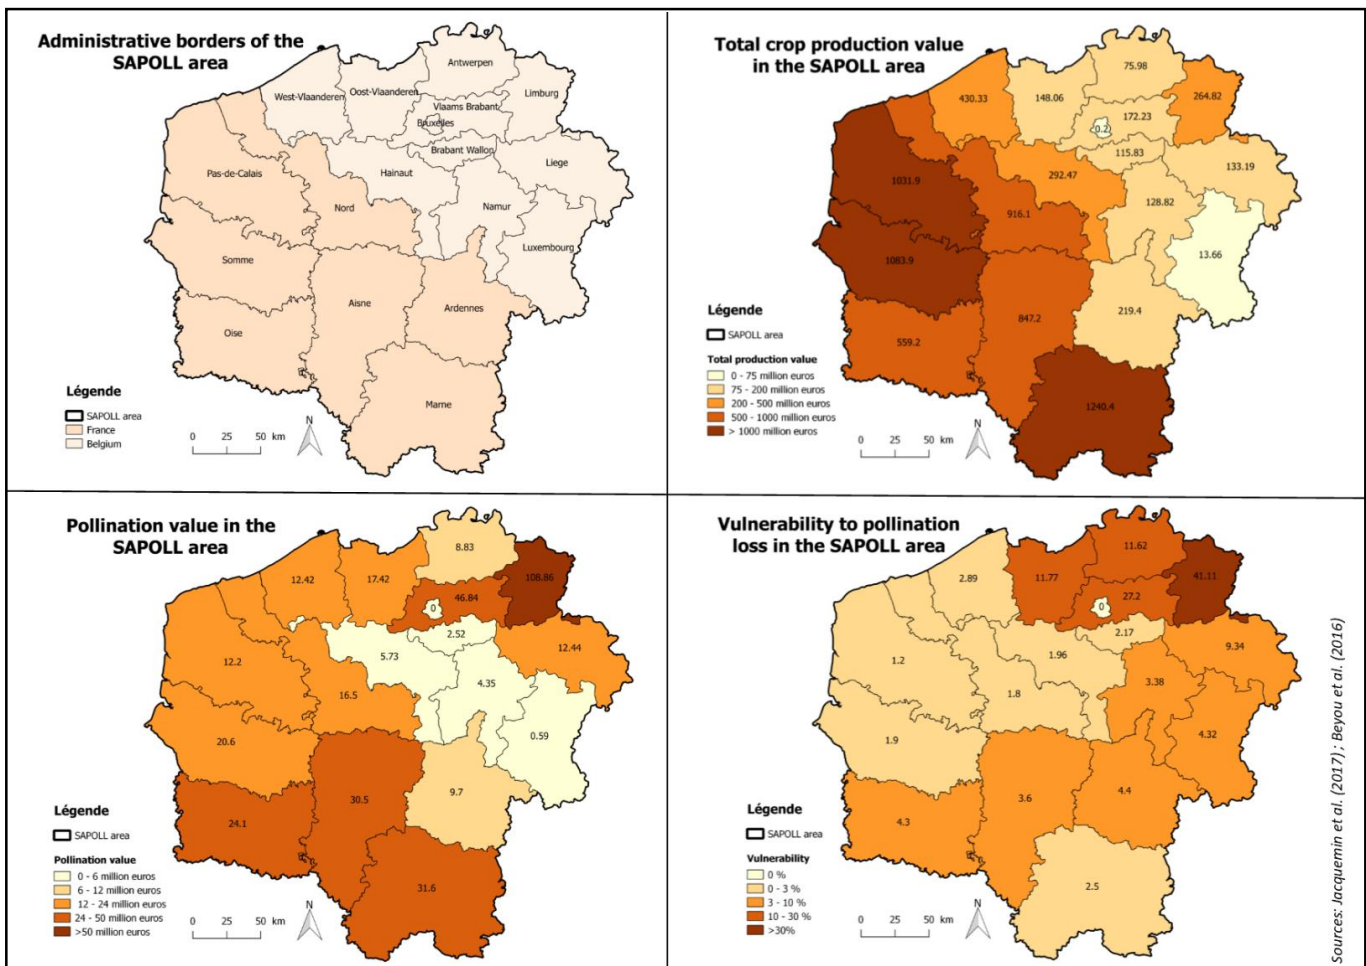 Administrative borders of the
SAPOLL area
Antwerpen
West-Vlaanderen
Oost-Vlaanderen
Limburg
Vlaams Brabant
Bruxelles
Brabant Wallon
Liege
Pas-de-Calais
Hainaut
Nord
Namur
Luxembourg
Somme
Aisne
Ardennes
Oise
Marne
Légende
SAPOLL area
France
Belgium
0 25 50 km
N
Total crop production value
in the SAPOLL area
75.98
430.33
148.06
264.82
172.23
0.2
115.83
133.19
1031.9
292.47
128.82
916.1
13.66
1083.9
219.4
847.2
559.2
1240.4
Légende
SAPOLL area
Total production value
0 - 75 million euros
75 - 200 million euros
200 - 500 million euros
500 - 1000 million euros
> 1000 million euros
0 25 50 km
N
Pollination value in the
SAPOLL area
8.83
12.42
17.42
108.86
46.84
0
2.52
12.44
5.73
12.2
4.35
16.5
0.59
20.6
9.7
30.5
24.1
31.6
Légende
SAPOLL area
Pollination value
0 - 6 million euros
6 - 12 million euros
12 - 24 million euros
24 - 50 million euros
>50 million euros
0 25 50 km
N
Vulnerability to pollination
loss in the SAPOLL area
11.62
2.89
11.77
41.11
27.2
0
2.17
9.34
1.96
1.2
3.38
1.8
4.32
1.9
4.4
3.6
4.3
2.5
Légende
SAPOLL area
Vulnerability
0 %
0 - 3 %
3 - 10 %
10 - 30 %
>30%
0 25 50 km
N
Sources: Jacquemin et al. (2017) ; Beyou et al. (2016)